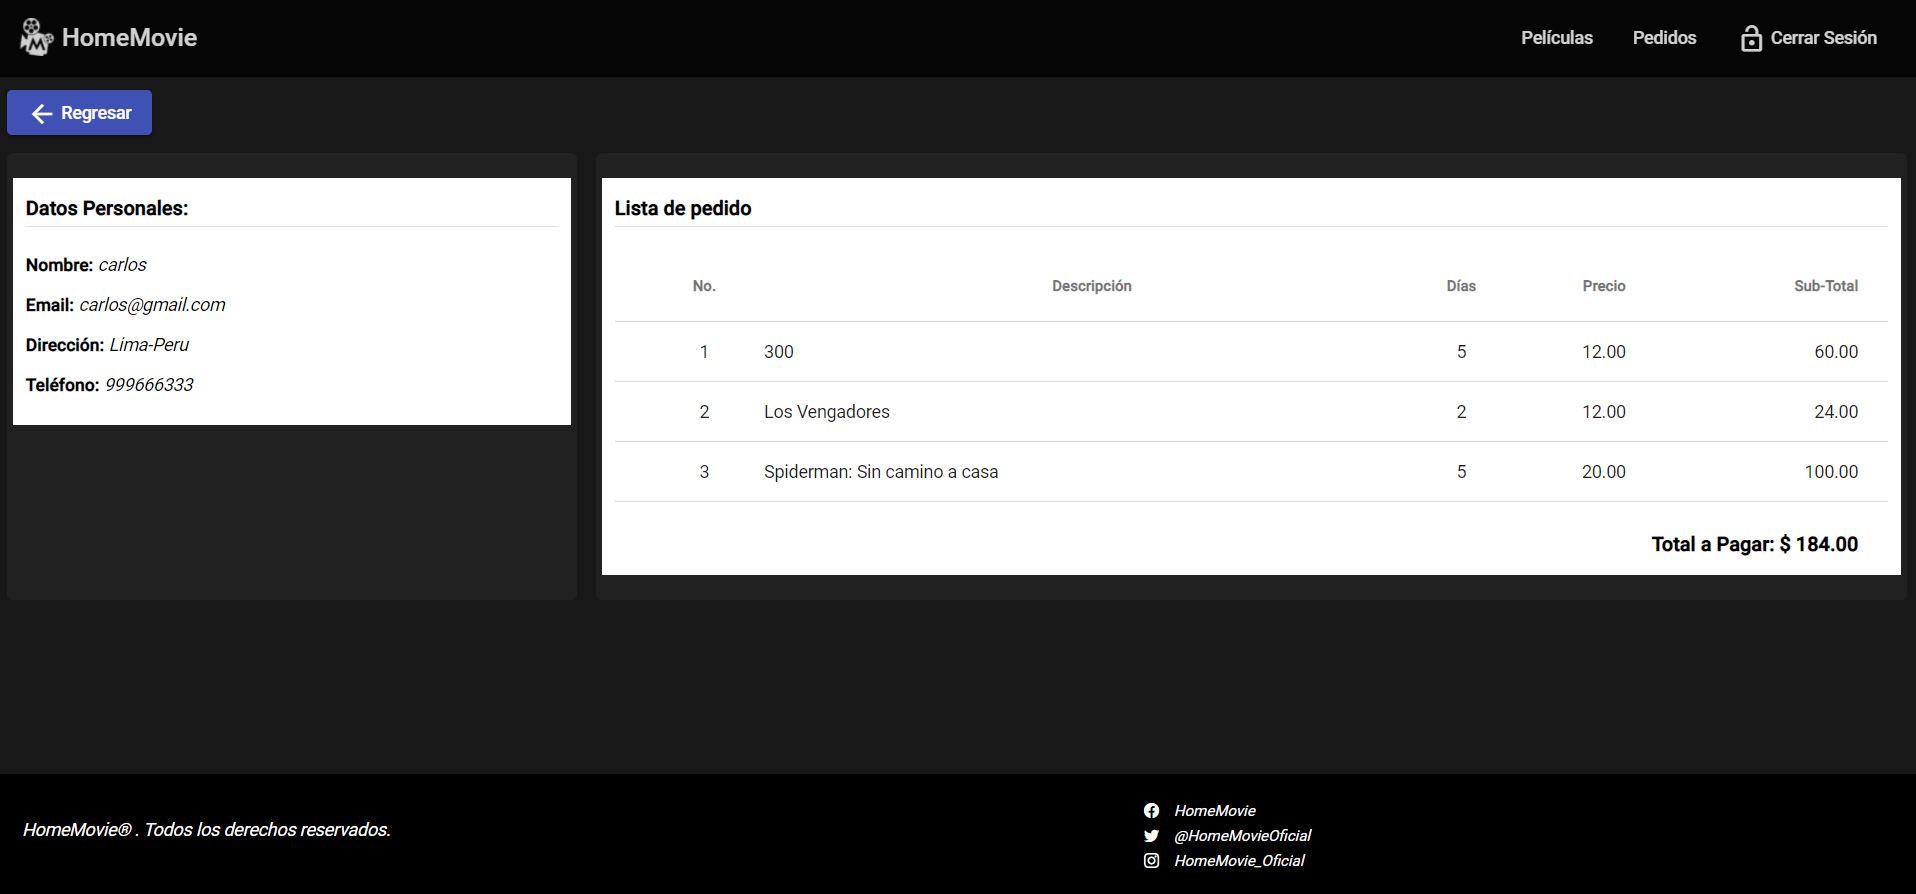 HomeMovie
Películas Pedidos Cerrar Sesión
Regresar
Datos Personales:
Nombre: carlos
Email: carlos@gmail.com
Dirección: Lima-Peru
Teléfono: 999666333
Lista de pedido
No. Descripción Días Precio Sub-Total
1 300 5 12.00 60.00
2 Los Vengadores 2 12.00 24.00
3 Spiderman: Sin camino a casa 5 20.00 100.00
Total a Pagar: $ 184.00
HomeMovie® . Todos los derechos reservados.
HomeMovie
@HomeMovieOficial
HomeMovie_Oficial